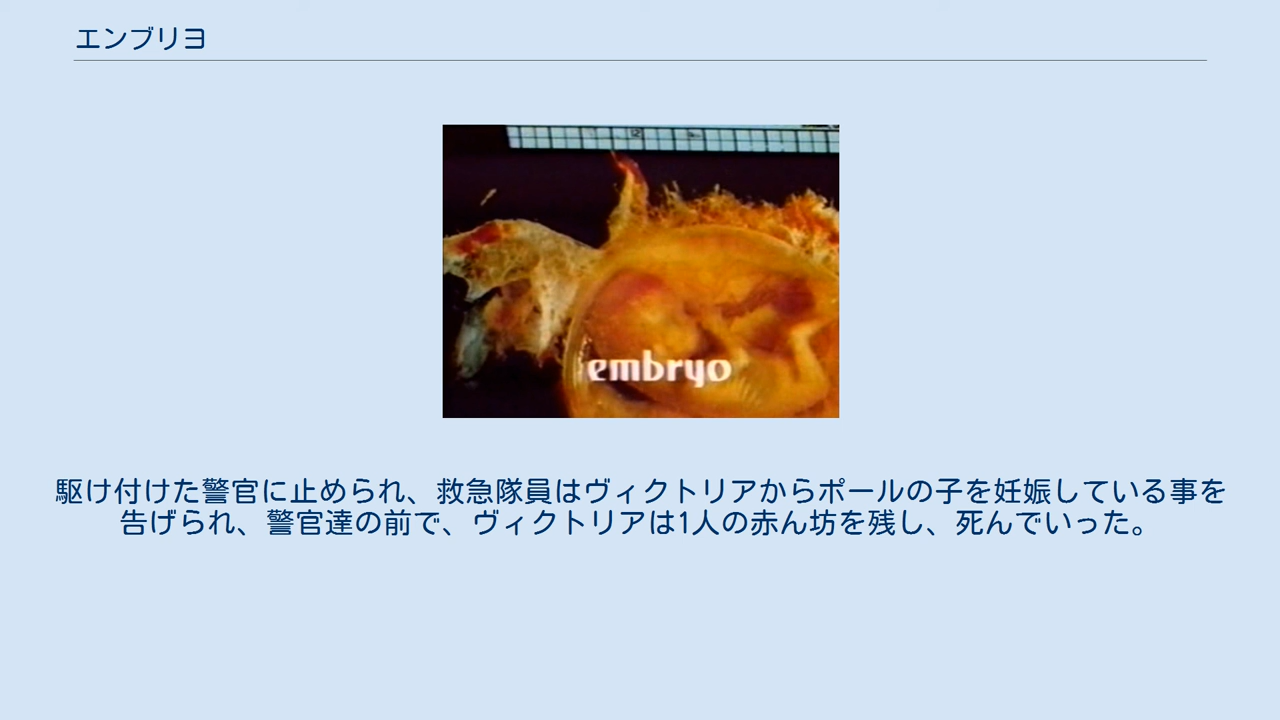 エンブリヨ
embryo
駆け付けた警官に止められ、救急隊員はヴィクトリアからポールの子を妊娠している事を
告げられ、警官達の前で、ヴィクトリアは1人の赤ん坊を残し、死んでいった。